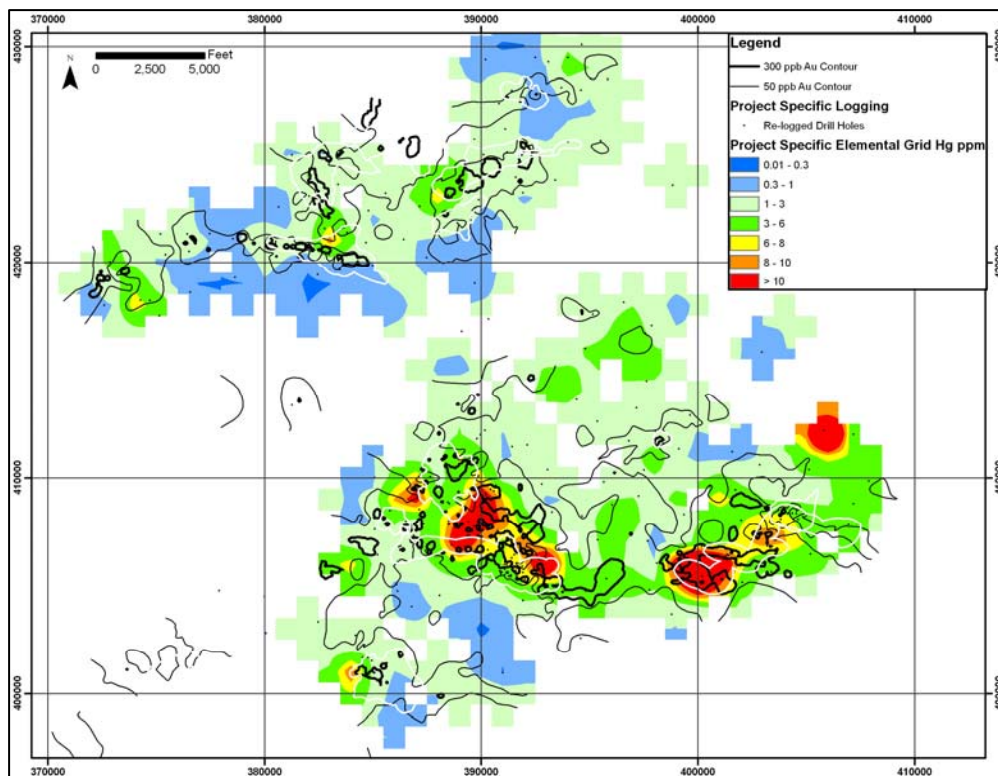 370000 380000 390000 400000 410000
430000
N
Feet
0 2,500 5,000
Legend
300 ppb Au Contour
50 ppb Au Contour
Project Specific Logging
Re-logged Drill Holes
Project Specific Elemental Grid Hg ppm
0.01 - 0.3
0.3 - 1
1 - 3
3 - 6
6 - 8
8 - 10
> 10
420000
410000
400000 400000
370000 380000 390000 400000 410000